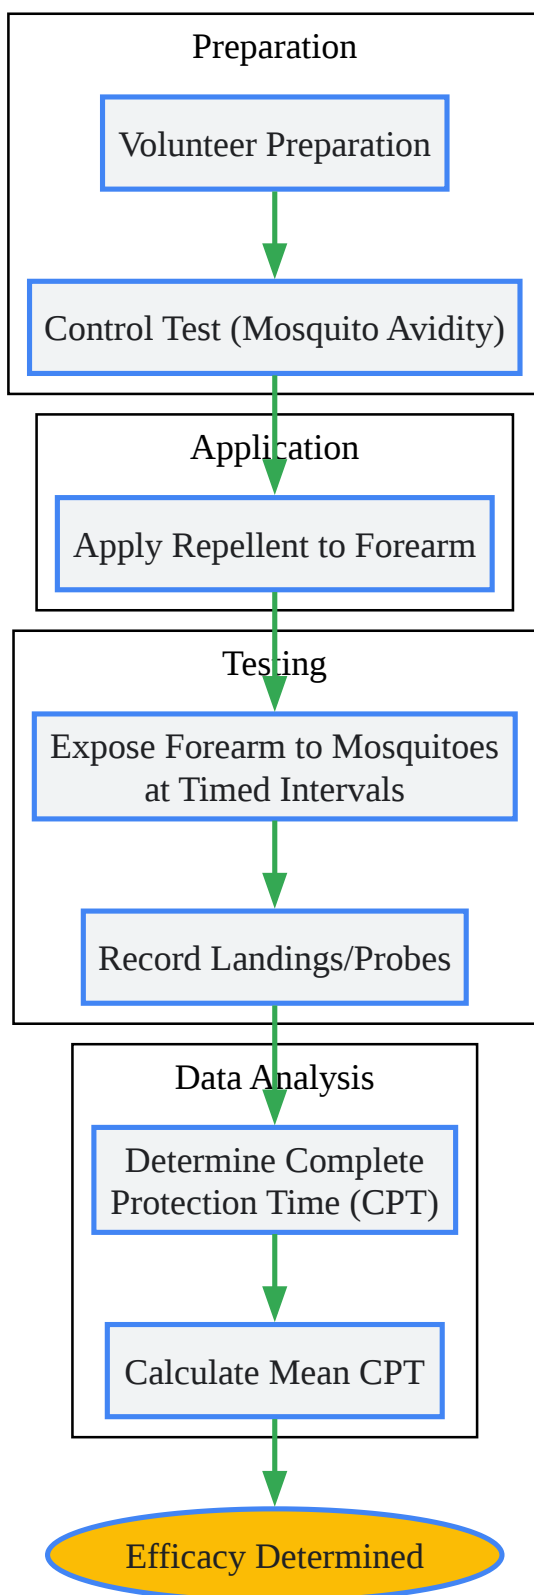 Preparation
Volunteer Preparation
Control Test (Mosquito Avidity)
Application
Apply Repellent to Forearm
Testing
Expose Forearm to Mosquitoes
at Timed Intervals
Record Landings/Probes
Data Analysis
Determine Complete
Protection Time (CPT)
Calculate Mean CPT
Efficacy Determined